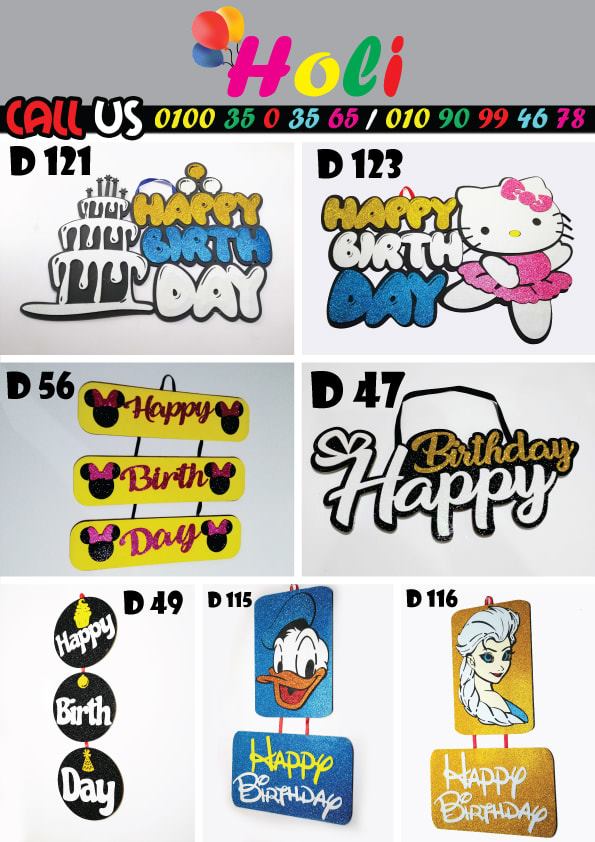 Holi
CALL US 0100 35 0 35 65 / 010 90 99 46 78
D 121
HAPPY
BIRTH
DAY
D 123
HAPPY
BIRTH
DAY
D 56
Happy
Birth
Day
D 47
Birthday
Happy
D 49
Happy
Birth
Day
D 115
HAPPY
BIRTHDAY
D 116
HAPPY
BIRTHDAY